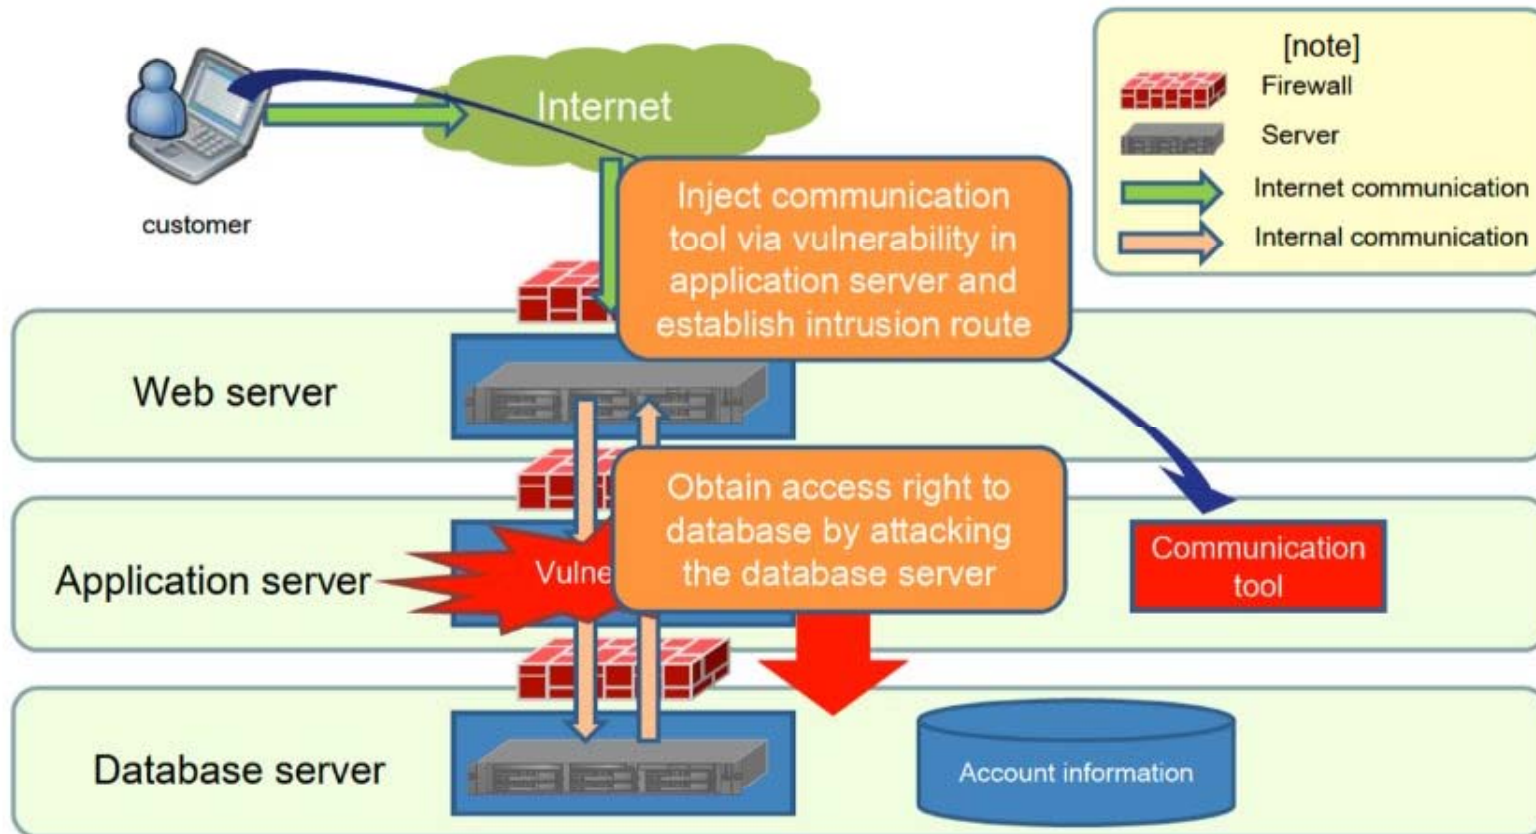 [note]
Firewall
Server
Internet communication
Internal communication
Internet
customer
Inject communication
tool via vulnerability in
application server and
establish intrusion route
Web server
Obtain access right to
database by attacking
the database server
Application server
Vulne
Communication
tool
Database server
Account information